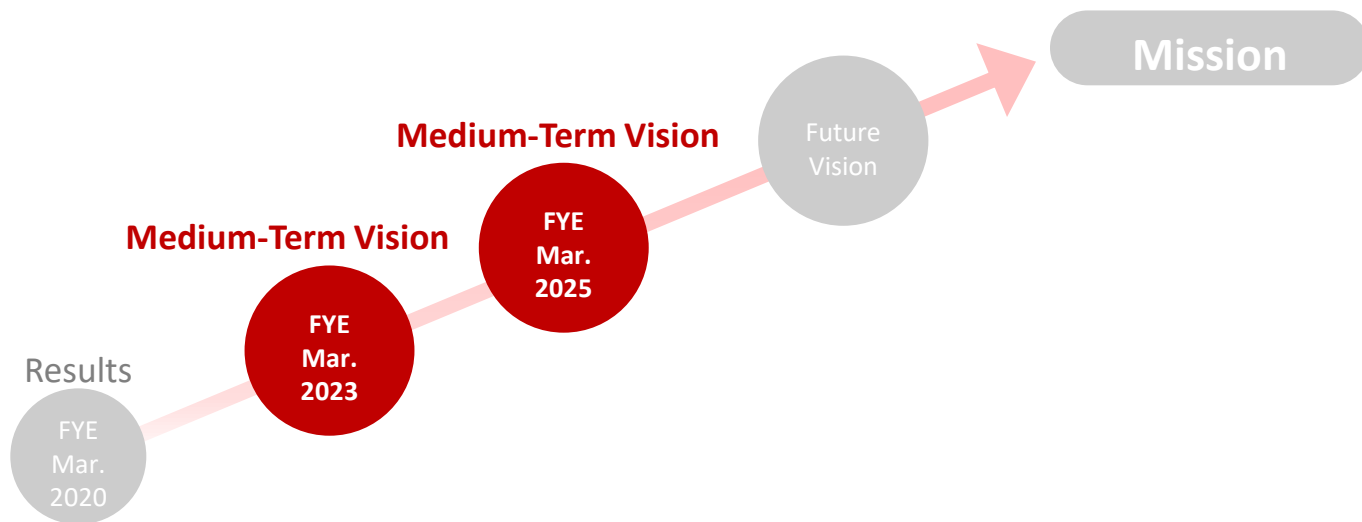 Mission
Medium-Term Vision
Future
Vision
FYE
Mar.
2025
Medium-Term Vision
FYE
Mar.
2023
Results
FYE
Mar.
2020